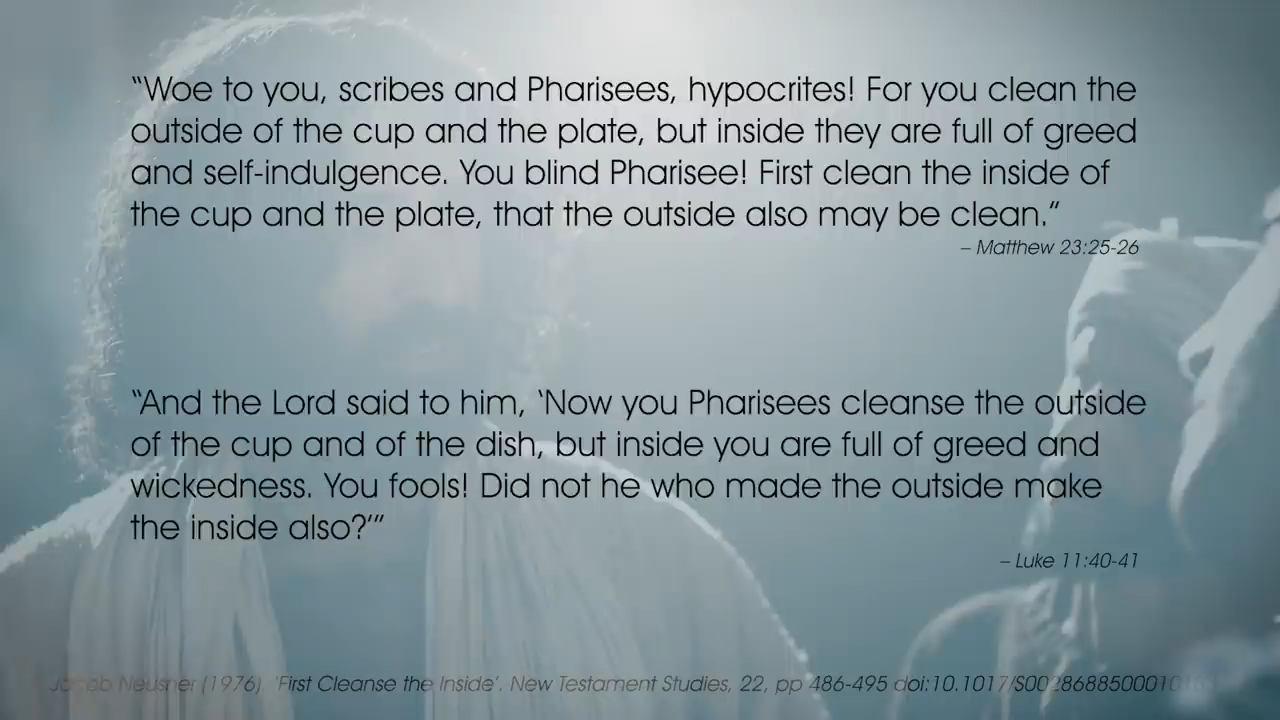 “Woe to you, scribes and Pharisees, hypocrites! For you clean the
outside of the cup and the plate, but inside they are full of greed
and self-indulgence. You blind Pharisee! First clean the inside of
the cup and the plate, that the outside also may be clean.”
– Matthew 23:25-26
“And the Lord said to him, ‘Now you Pharisees cleanse the outside
of the cup and of the dish, but inside you are full of greed and
wickedness. You fools! Did not he who made the outside make
the inside also?’”
– Luke 11:40-41
Jacob Neusner (1976) ‘First Cleanse the Inside’. New Testament Studies, 22, pp 486-495